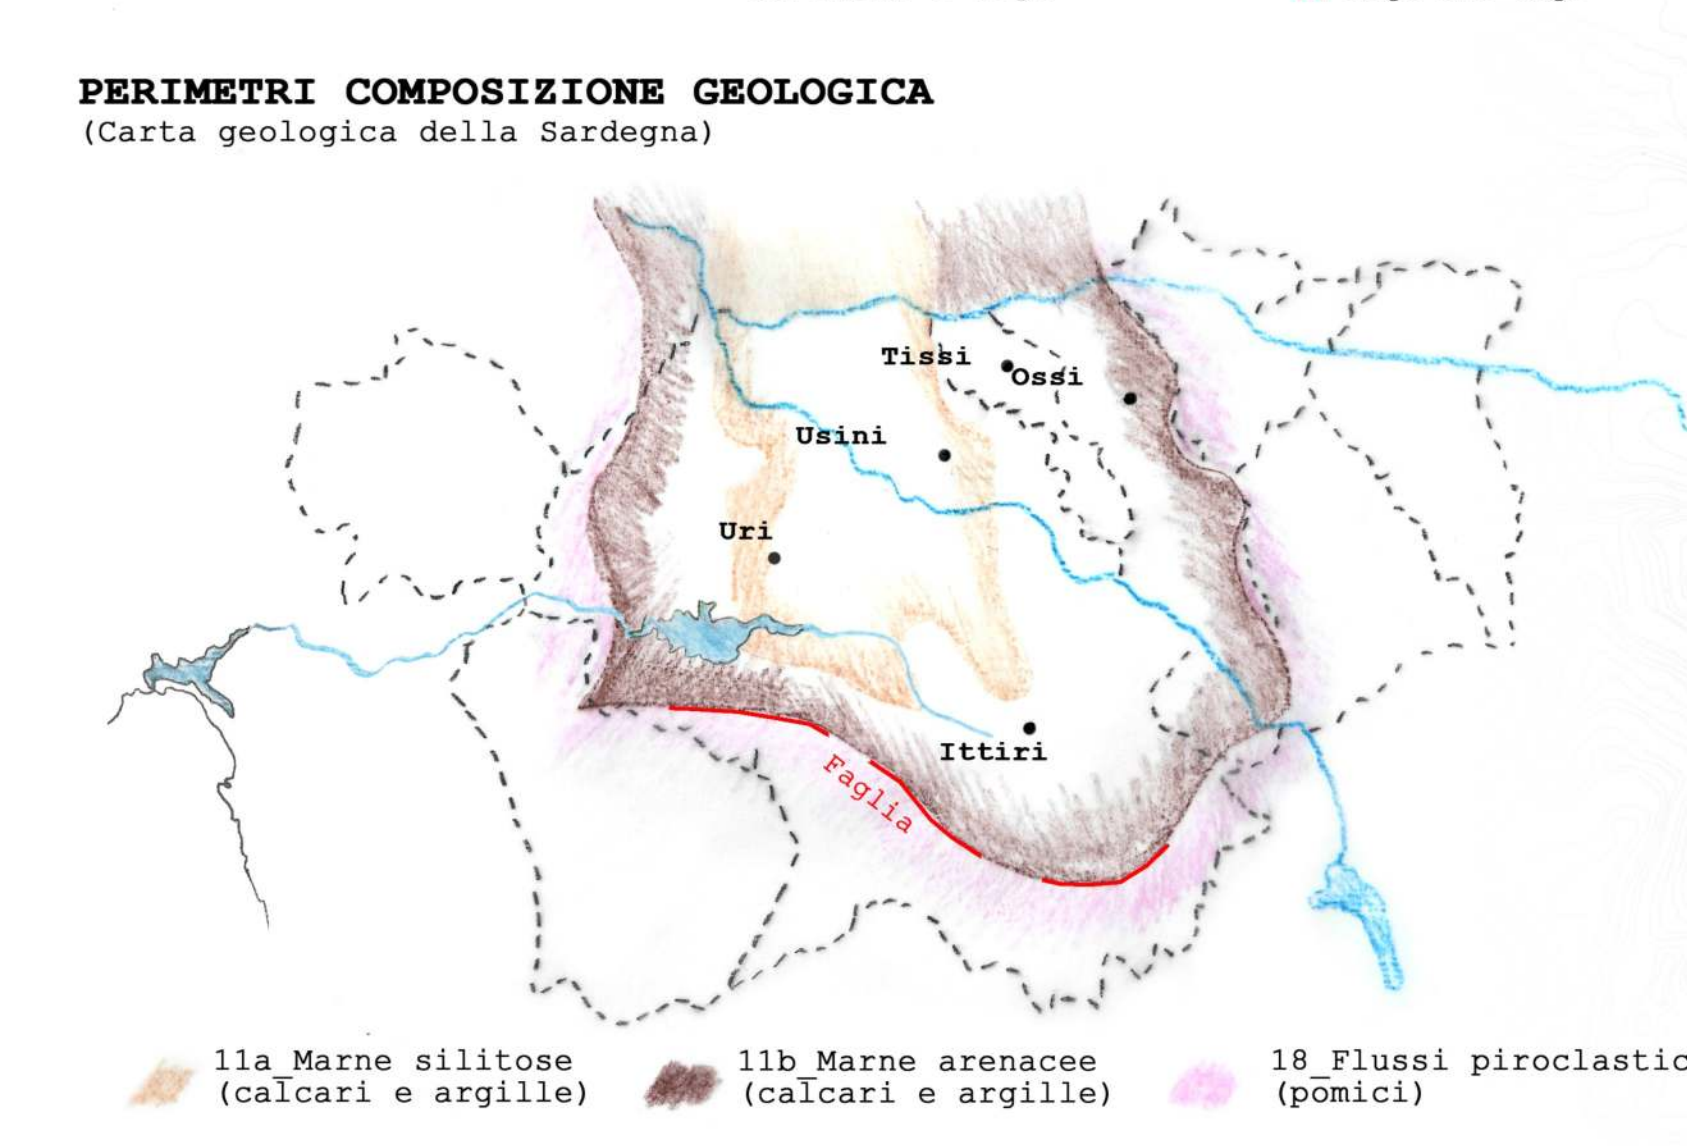 PERIMETRI COMPOSIZIONE GEOLOGICA
(Carta geologica della Sardegna)
Tissi
Ossi
Usini
Uri
Ittiri
Faglia
11a_Marne silitose
(calcari e argille)
11b_Marne arenacee
(calcari e argille)
18_Flussi piroclastic
(pomici)